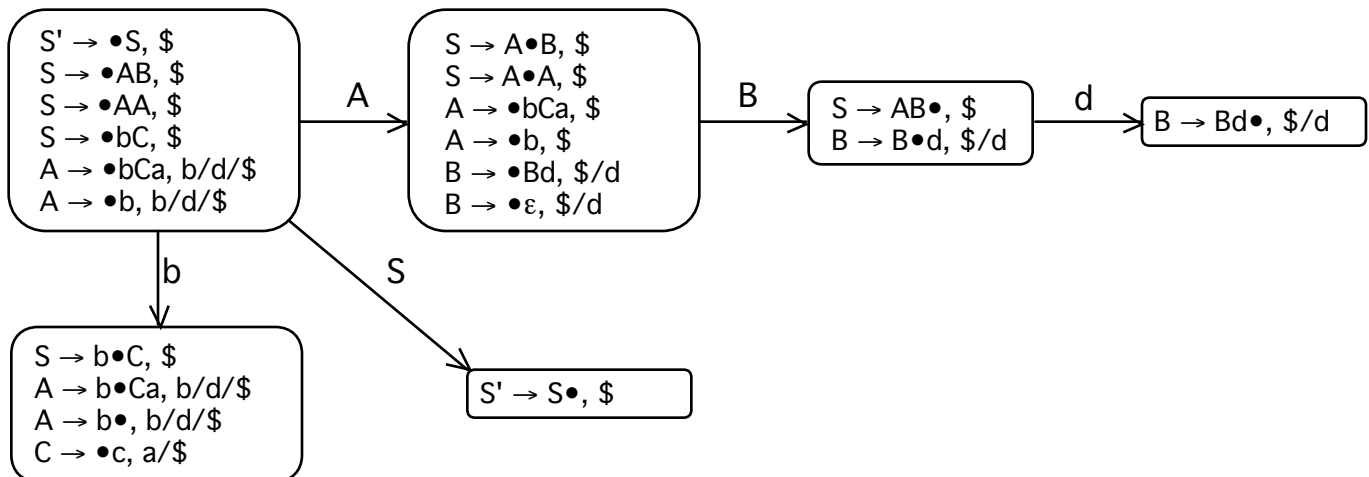 S' → •S, $
S → •AB, $
S → •AA, $
S → •bC, $
A → •bCa, b/d/$
A → •b, b/d/$
A
S → A•B, $
S → A•A, $
A → •bCa, $
A → •b, $
B → •Bd, $/d
B → •ε, $/d
B
S → AB•, $
B → B•d, $/d
d
B → Bd•, $/d
b
S
S → b•C, $
A → b•Ca, b/d/$
A → b•, b/d/$
C → •c, a/$
S' → S•, $